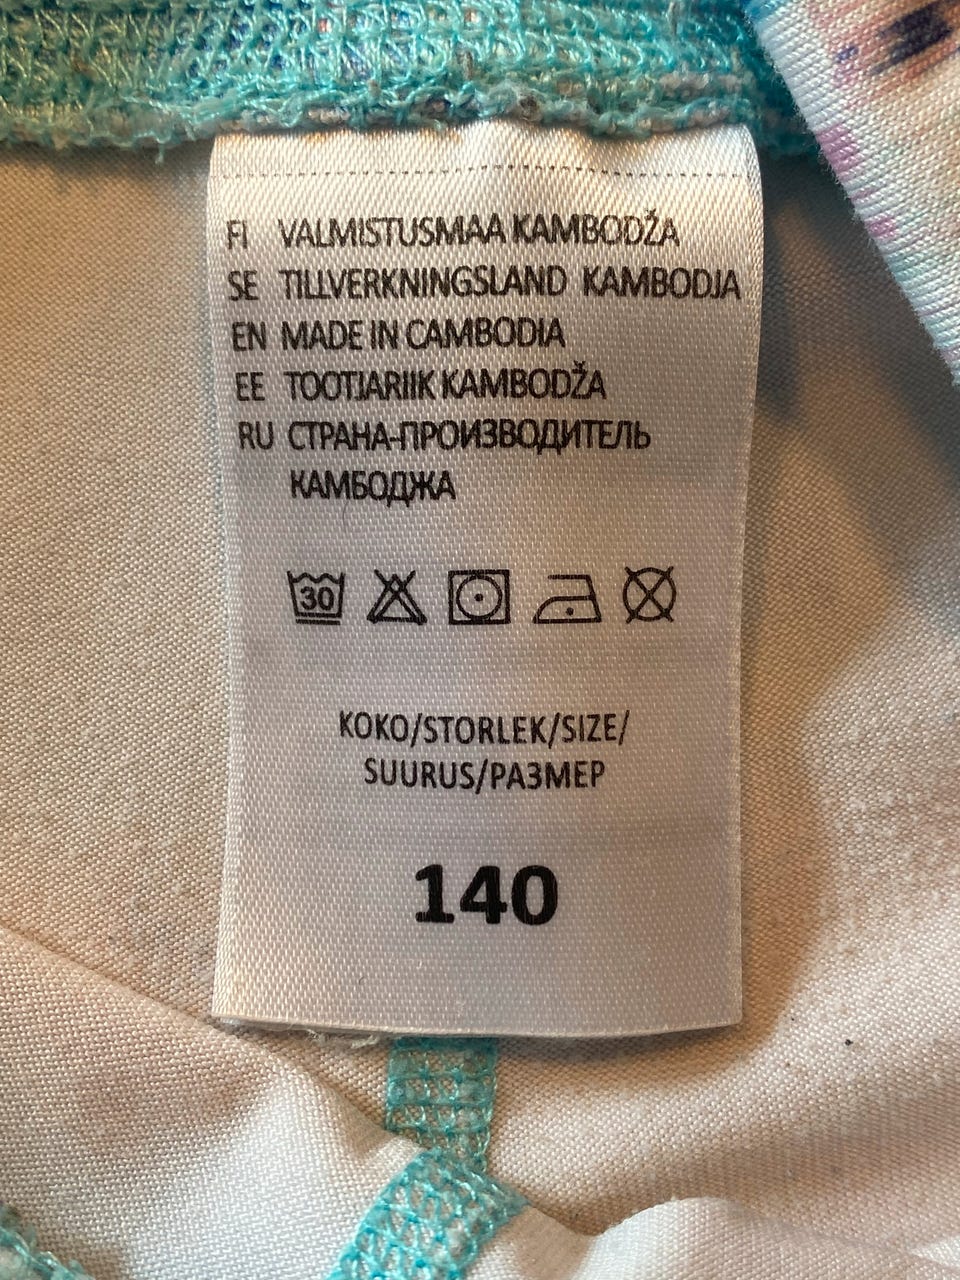 FI VALMISTUSMAA KAMBODŽA
SE TILLVERKNINGSLAND KAMBODJA
EN MADE IN CAMBODIA
EE TOOTJARIIK KAMBODŽA
RU СТРАНА-ПРОИЗВОДИТЕЛЬ
КАМБОДЖА
30
KOKO/STORLEK/SIZE/
SUURUS/РАЗМЕР
140